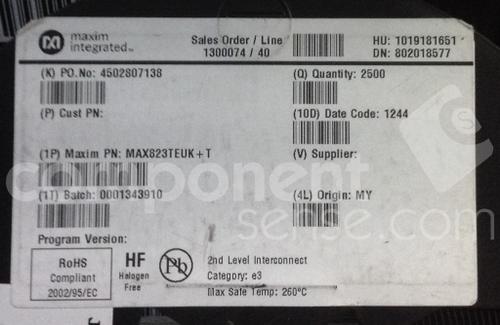 maxim integrated™
Sales Order / Line
1300074 / 40
HU: 1019181651
DN: 802018577
(K) PO.No: 4502807138
(Q) Quantity: 2500
(P) Cust PN:
(10D) Date Code: 1244
(1P) Maxim PN: MAX823TEUK+T
(V) Supplier:
(1T) Batch: 0001343910
(4L) Origin: MY
Program Version:
RoHS
Compliant
2002/95/EC
HF
Halogen
Free
Pb
2nd Level Interconnect
Category: e3
Max Safe Temp: 260°C
component
sense.com